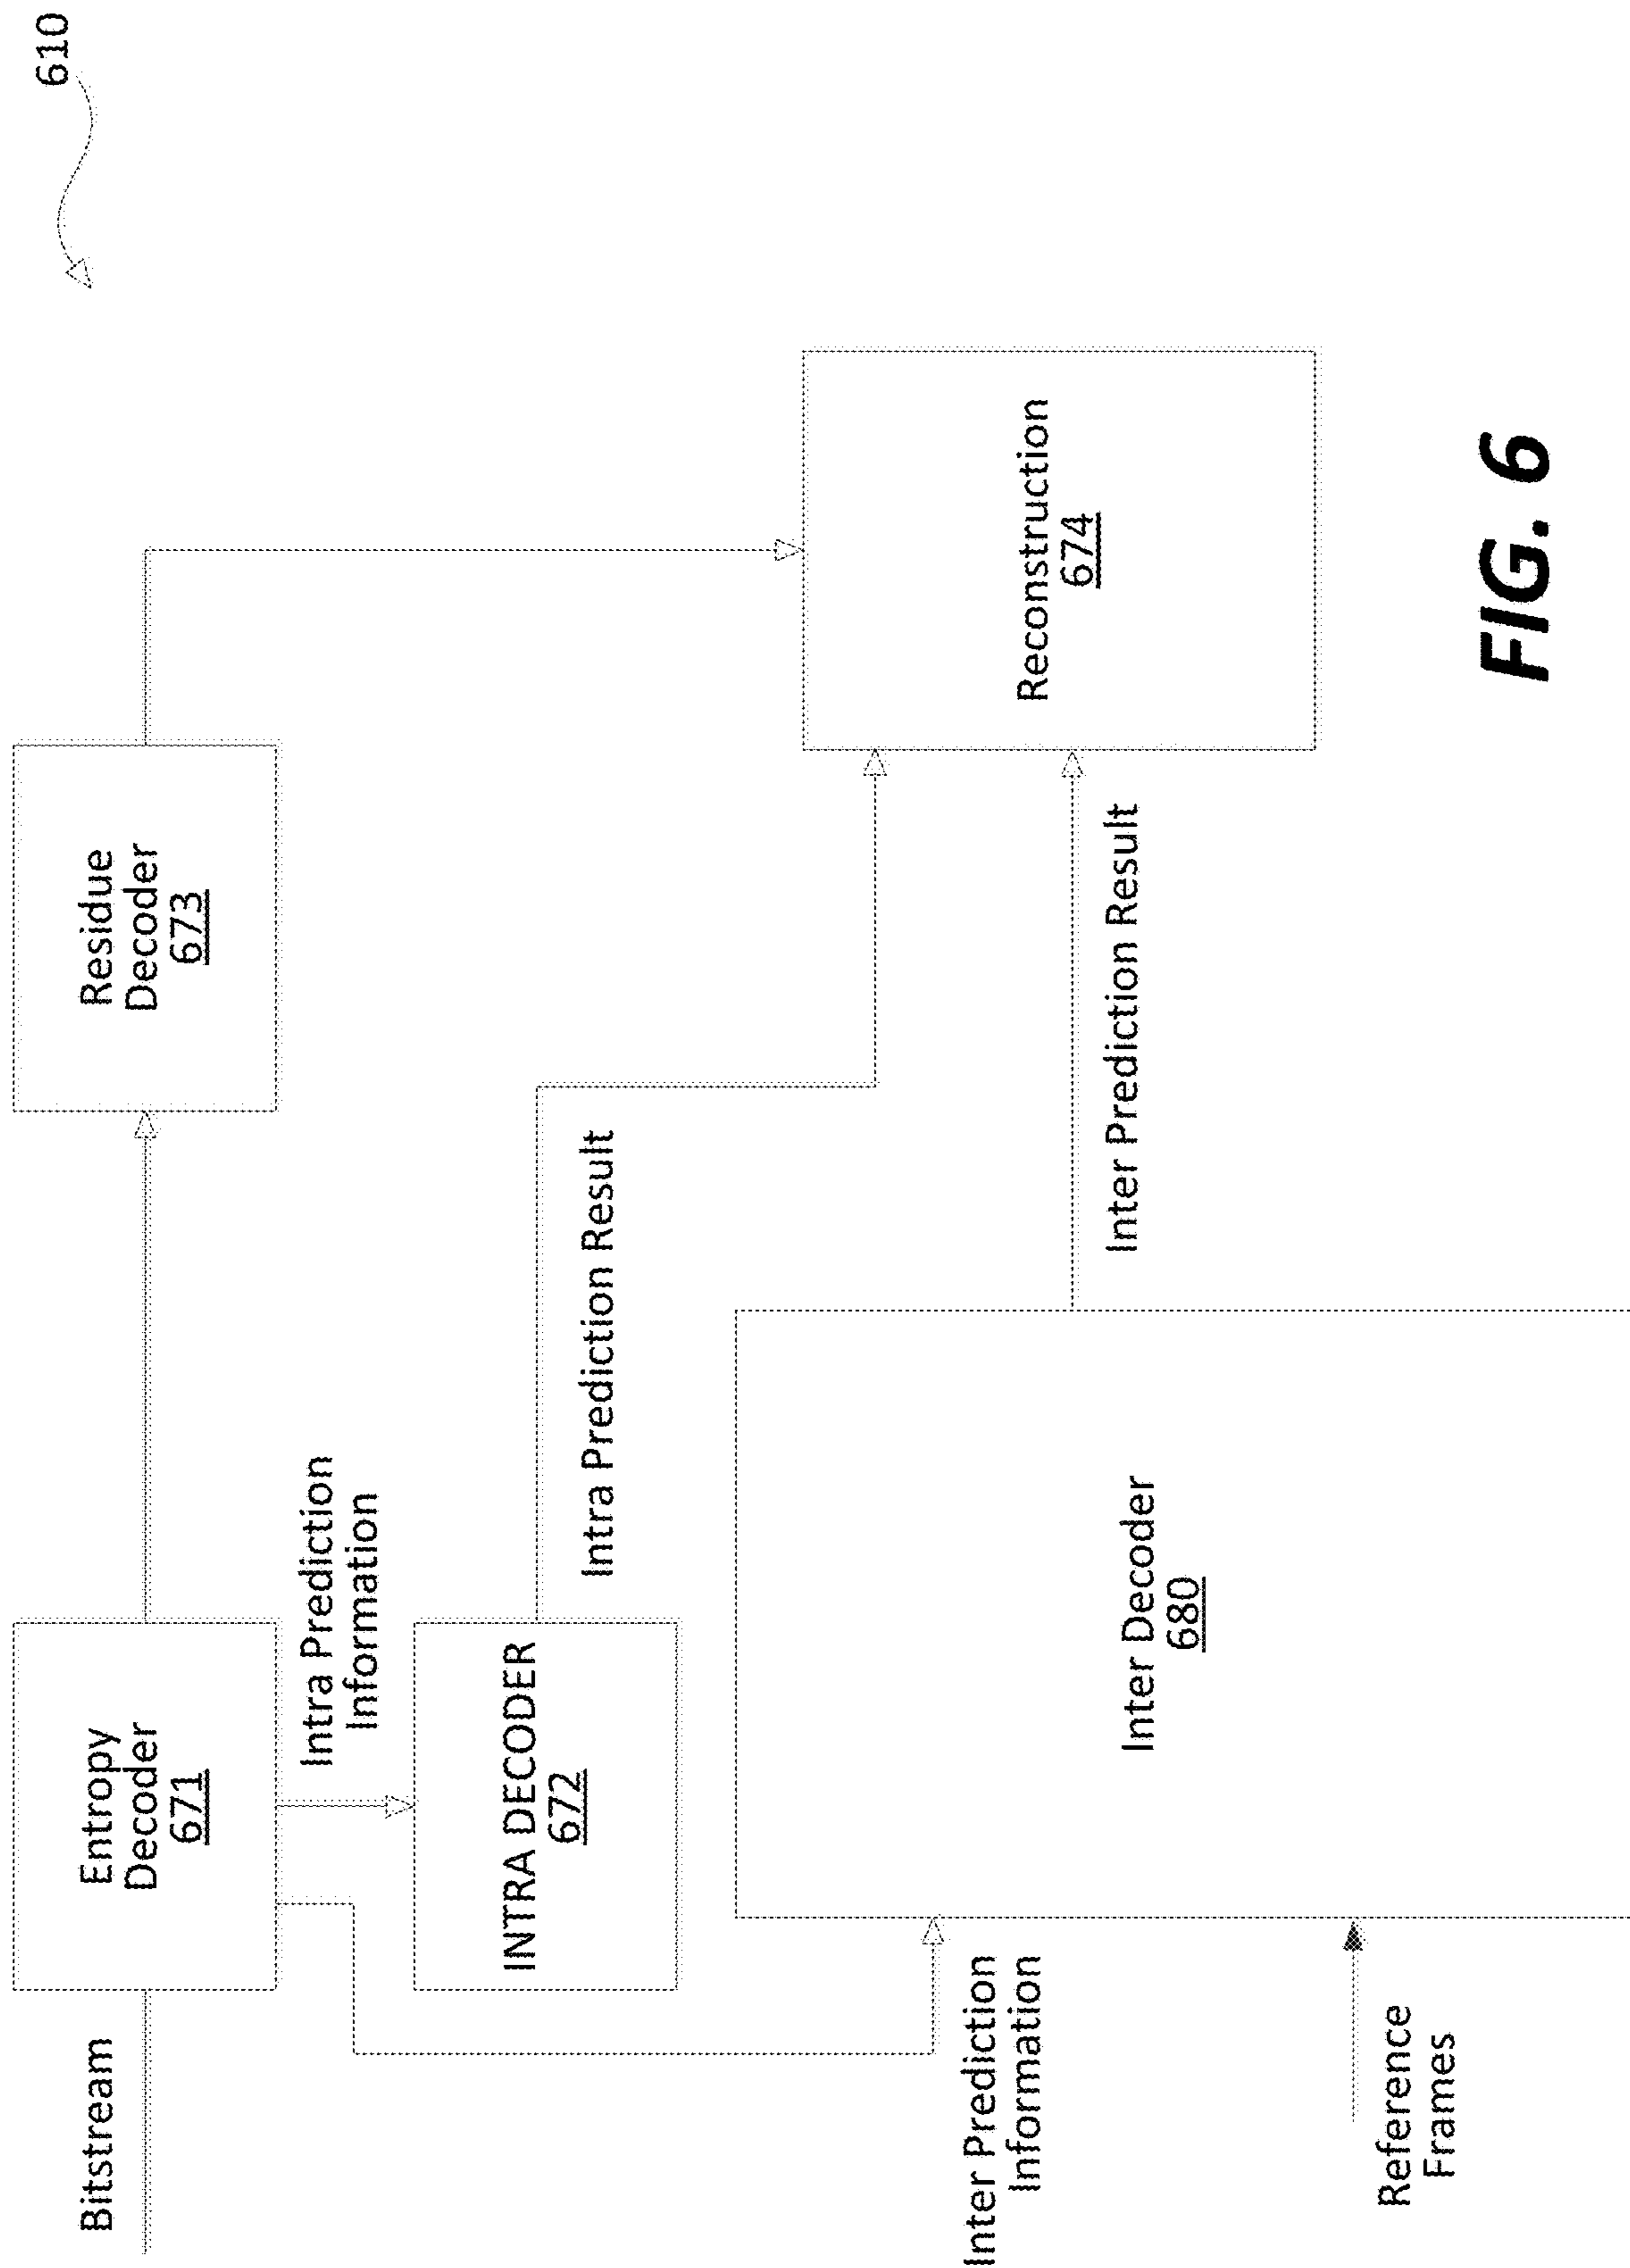 610
Bitstream
Entropy
Decoder
671
Residue
Decoder
673
Intra Prediction
Information
INTRA DECODER
672
Intra Prediction Result
Inter Prediction
Information
Inter Decoder
680
Inter Prediction Result
Reconstruction
674
Reference
Frames
FIG. 6